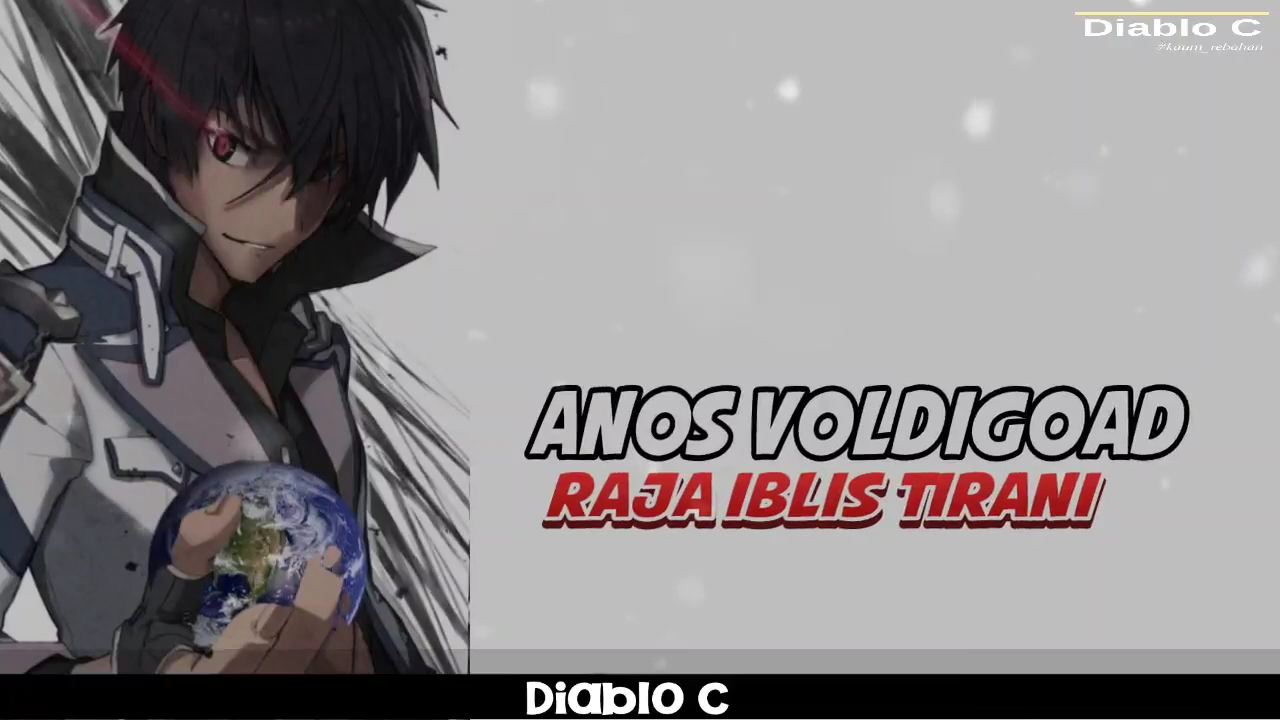 Diablo C
#kaum_rebahan
ANOS VOLDIGOAD
RAJA IBLIS TIRANI
Diablo C